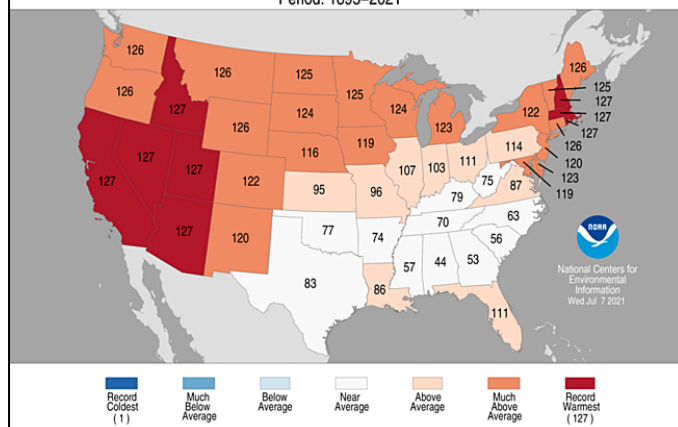 Period: 1895–2021
126
126
126
127
126
125
124
116
125
119
124
123
122
126
125
127
127
127
126
120
123
119
127
127
127
127
122
120
95
96
107
103
111
114
75
87
79
70
63
56
77
74
83
86
57
44
53
111
NOAA
National Centers for
Environmental
Information
Wed Jul 7 2021
Record
Coldest
(1)
Much
Below
Average
Below
Average
Near
Average
Above
Average
Much
Above
Average
Record
Warmest
(127)